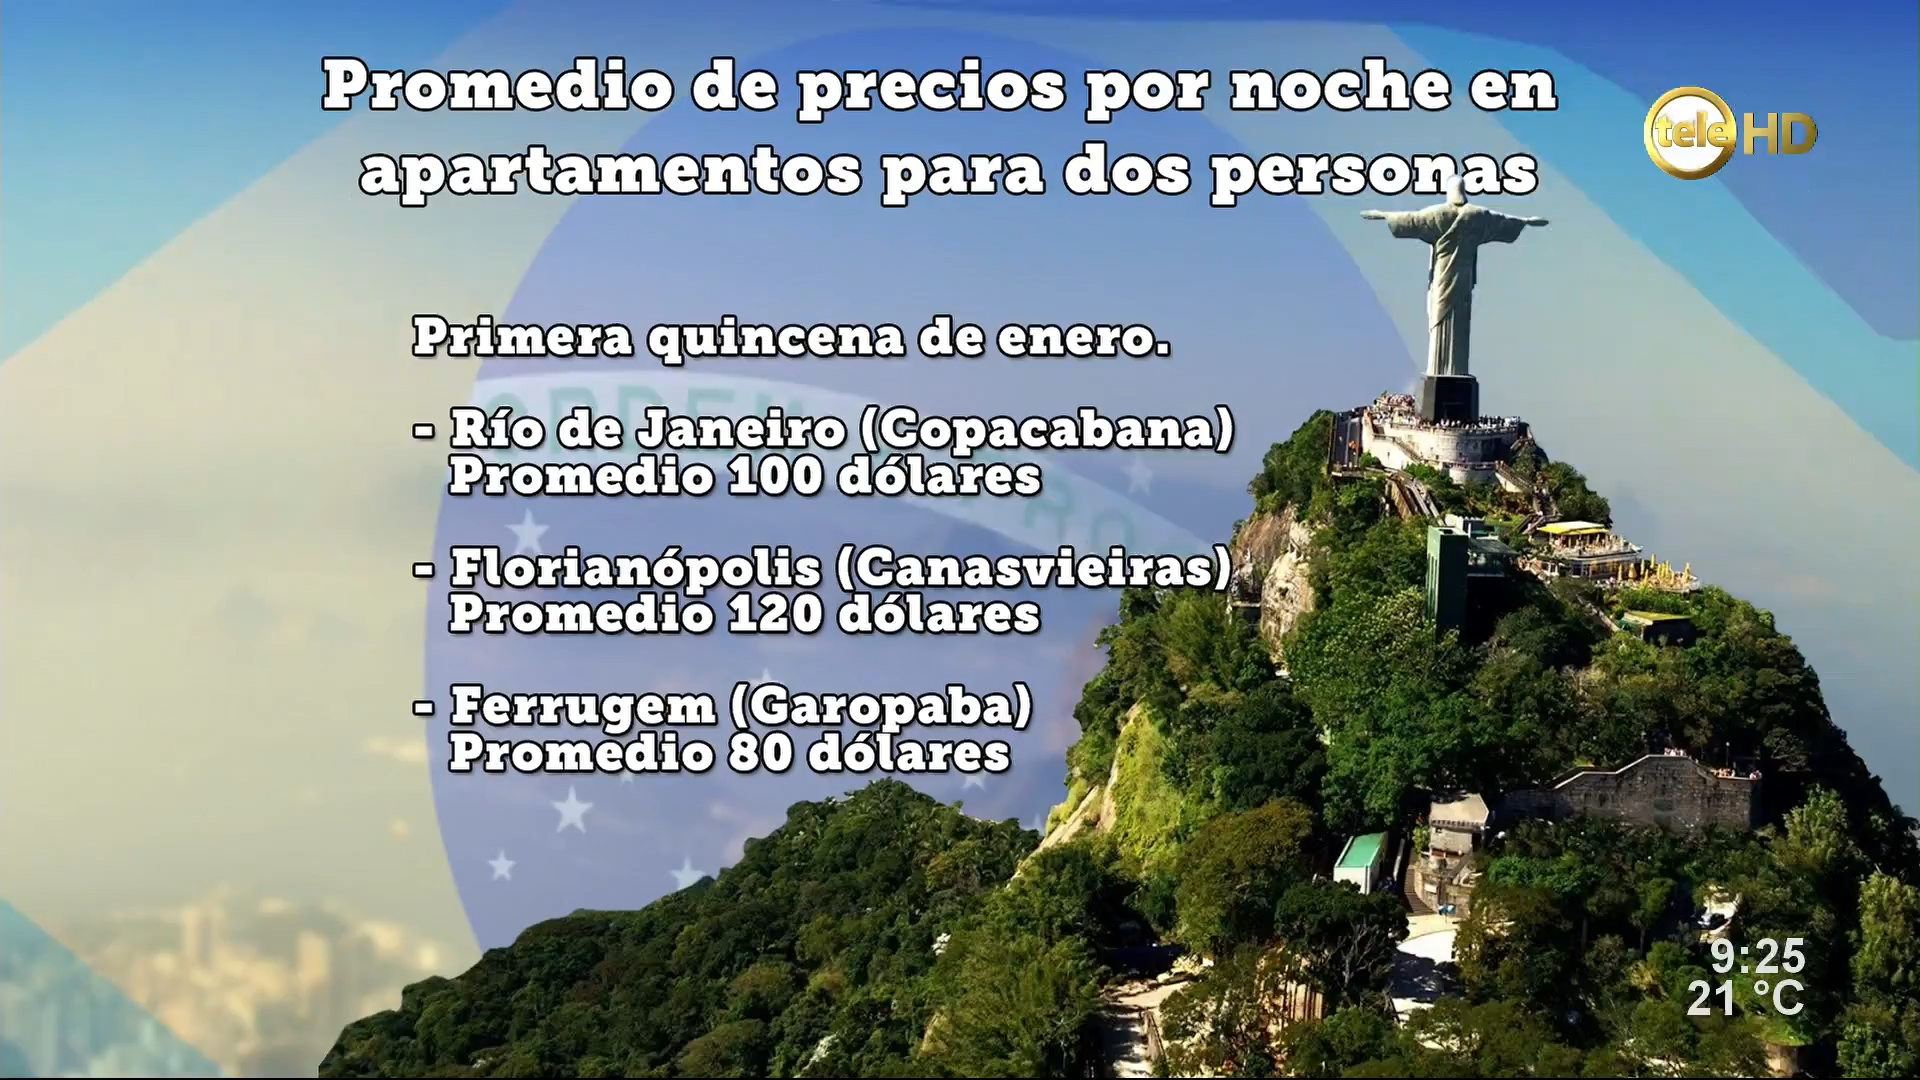 Promedio de precios por noche en
apartamentos para dos personas
tele HD
Primera quincena de enero.
- Río de Janeiro (Copacabana)
Promedio 100 dólares
- Florianópolis (Canasvieiras)
Promedio 120 dólares
- Ferrugem (Garopaba)
Promedio 80 dólares
9:25
21 °C